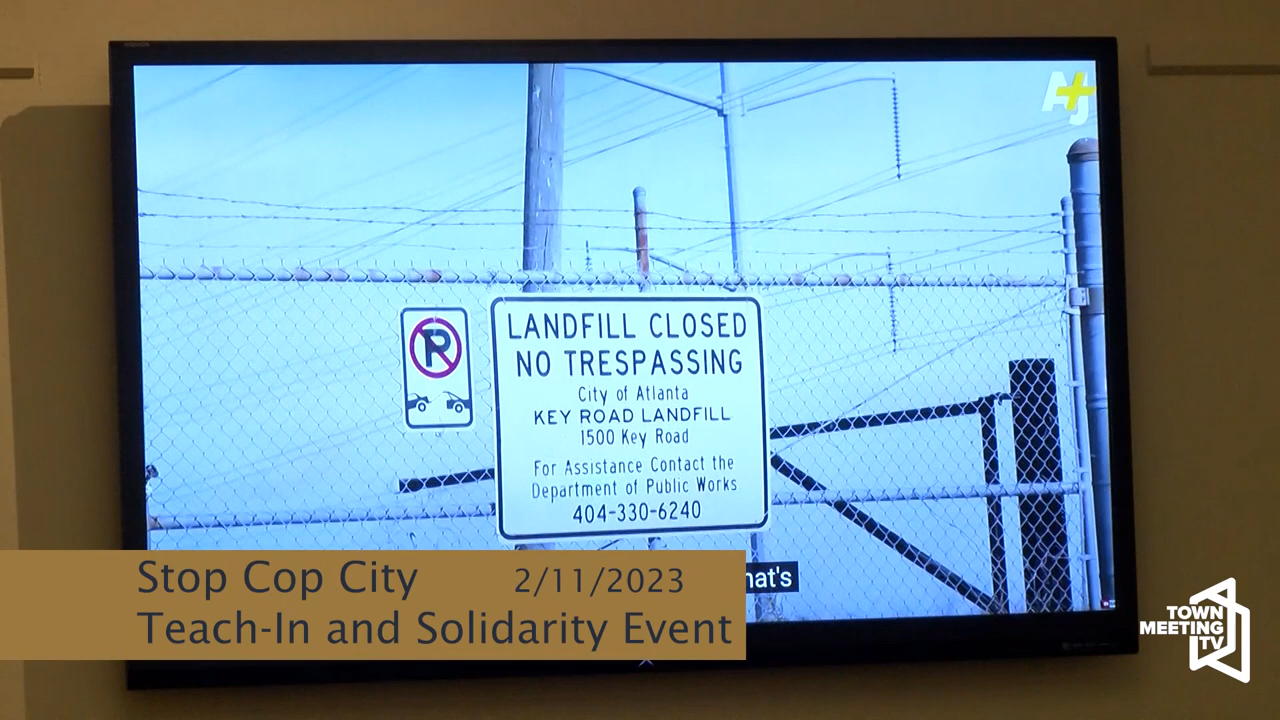 AJ+
LANDFILL CLOSED
NO TRESPASSING
City of Atlanta
KEY ROAD LANDFILL
1500 Key Road
For Assistance Contact the
Department of Public Works
404-330-6240
P
Stop Cop City 2/11/2023
Teach-In and Solidarity Event
TOWN
MEETING
TV